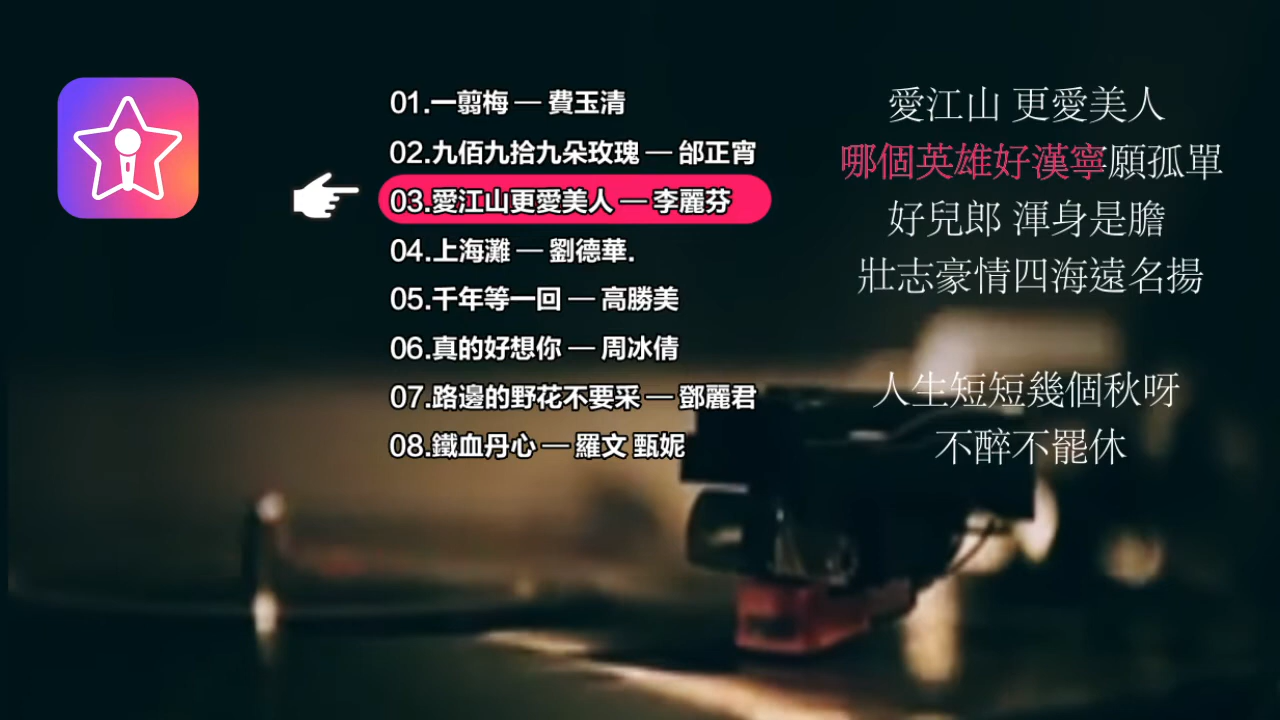 01.一翦梅 — 費玉清
02.九佰九拾九朵玫瑰 — 邰正宵
03.愛江山更愛美人 — 李麗芬
04.上海灘 — 劉德華.
05.千年等一回 — 高勝美
06.真的好想你 — 周冰倩
07.路邊的野花不要采 — 鄧麗君
08.鐵血丹心 — 羅文 甄妮
愛江山 更愛美人
哪個英雄好漢寧願孤單
好兒郎 渾身是膽
壯志豪情四海遠名揚
人生短短幾個秋呀
不醉不罷休